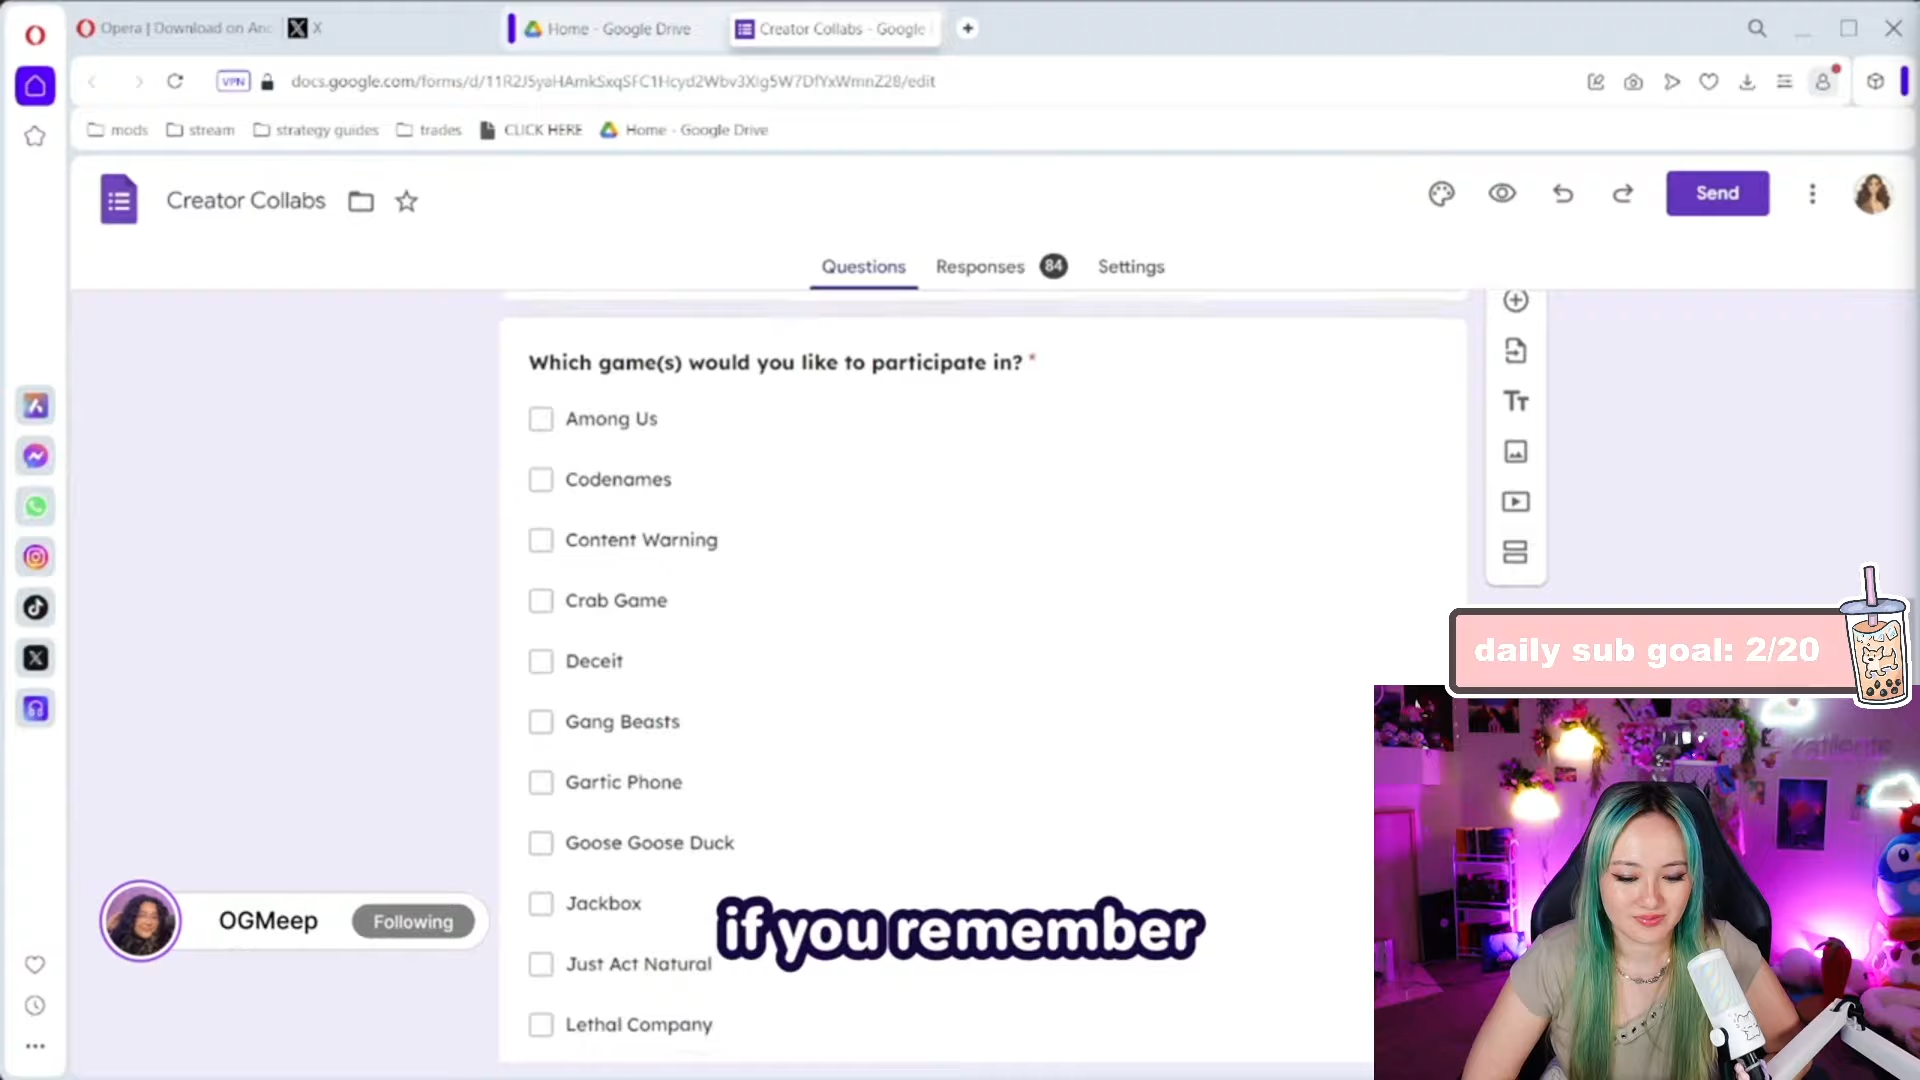 Opera | Download on And
X
Home - Google Drive
Creator Collabs - Google
VPN
docs.google.com/forms/d/11R2J5yaHAmkSxqSFC1Hcyd2Wbv3XIg5W7DfYxWmnZ28/edit
mods
stream
strategy guides
trades
CLICK HERE
Home - Google Drive
Creator Collabs
Send
Questions
Responses 84
Settings
Which game(s) would you like to participate in? *
Among Us
Codenames
Content Warning
Crab Game
Deceit
Gang Beasts
Gartic Phone
Goose Goose Duck
Jackbox
Just Act Natural
Lethal Company
daily sub goal: 2/20
OGMeep
Following
if you remember